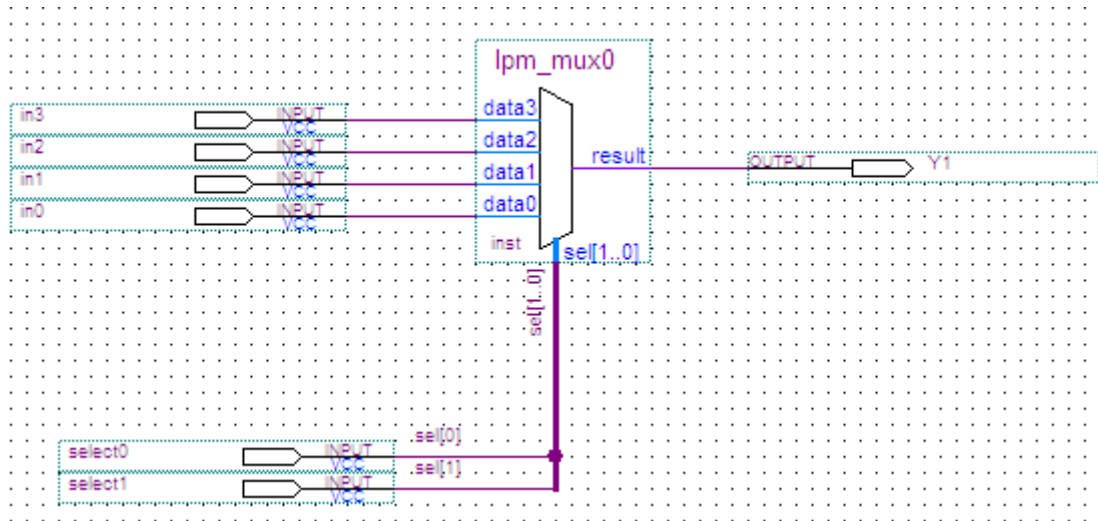 lpm_mux0
in3 INPUT VCC data3
in2 INPUT VCC data2
result OUTPUT Y1
in1 INPUT VCC data1
in0 INPUT VCC data0
inst sel[1..0]
sel[1..0]
select0 INPUT VCC sel[0]
select1 INPUT VCC sel[1]